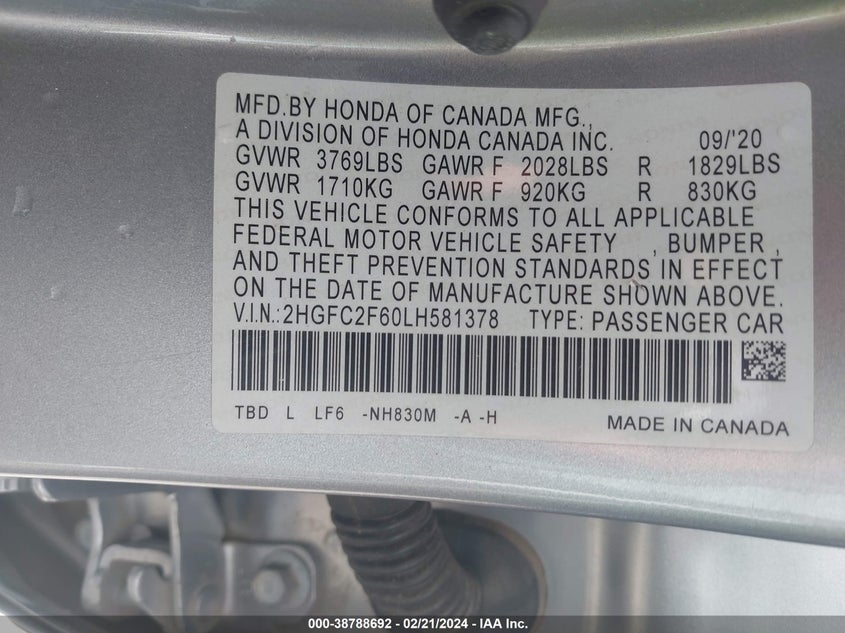 MFD.BY HONDA OF CANADA MFG.,
A DIVISION OF HONDA CANADA INC. 09/'20
GVWR 3769LBS GAWR F 2028LBS R 1829LBS
GVWR 1710KG GAWR F 920KG R 830KG
THIS VEHICLE CONFORMS TO ALL APPLICABLE
FEDERAL MOTOR VEHICLE SAFETY , BUMPER ,
AND THEFT PREVENTION STANDARDS IN EFFECT
ON THE DATE OF MANUFACTURE SHOWN ABOVE.
V.I.N.:2HGFC2F60LH581378 TYPE: PASSENGER CAR
TBD L LF6 -NH830M -A -H
MADE IN CANADA
000-38788692 - 02/21/2024 - IAA Inc.